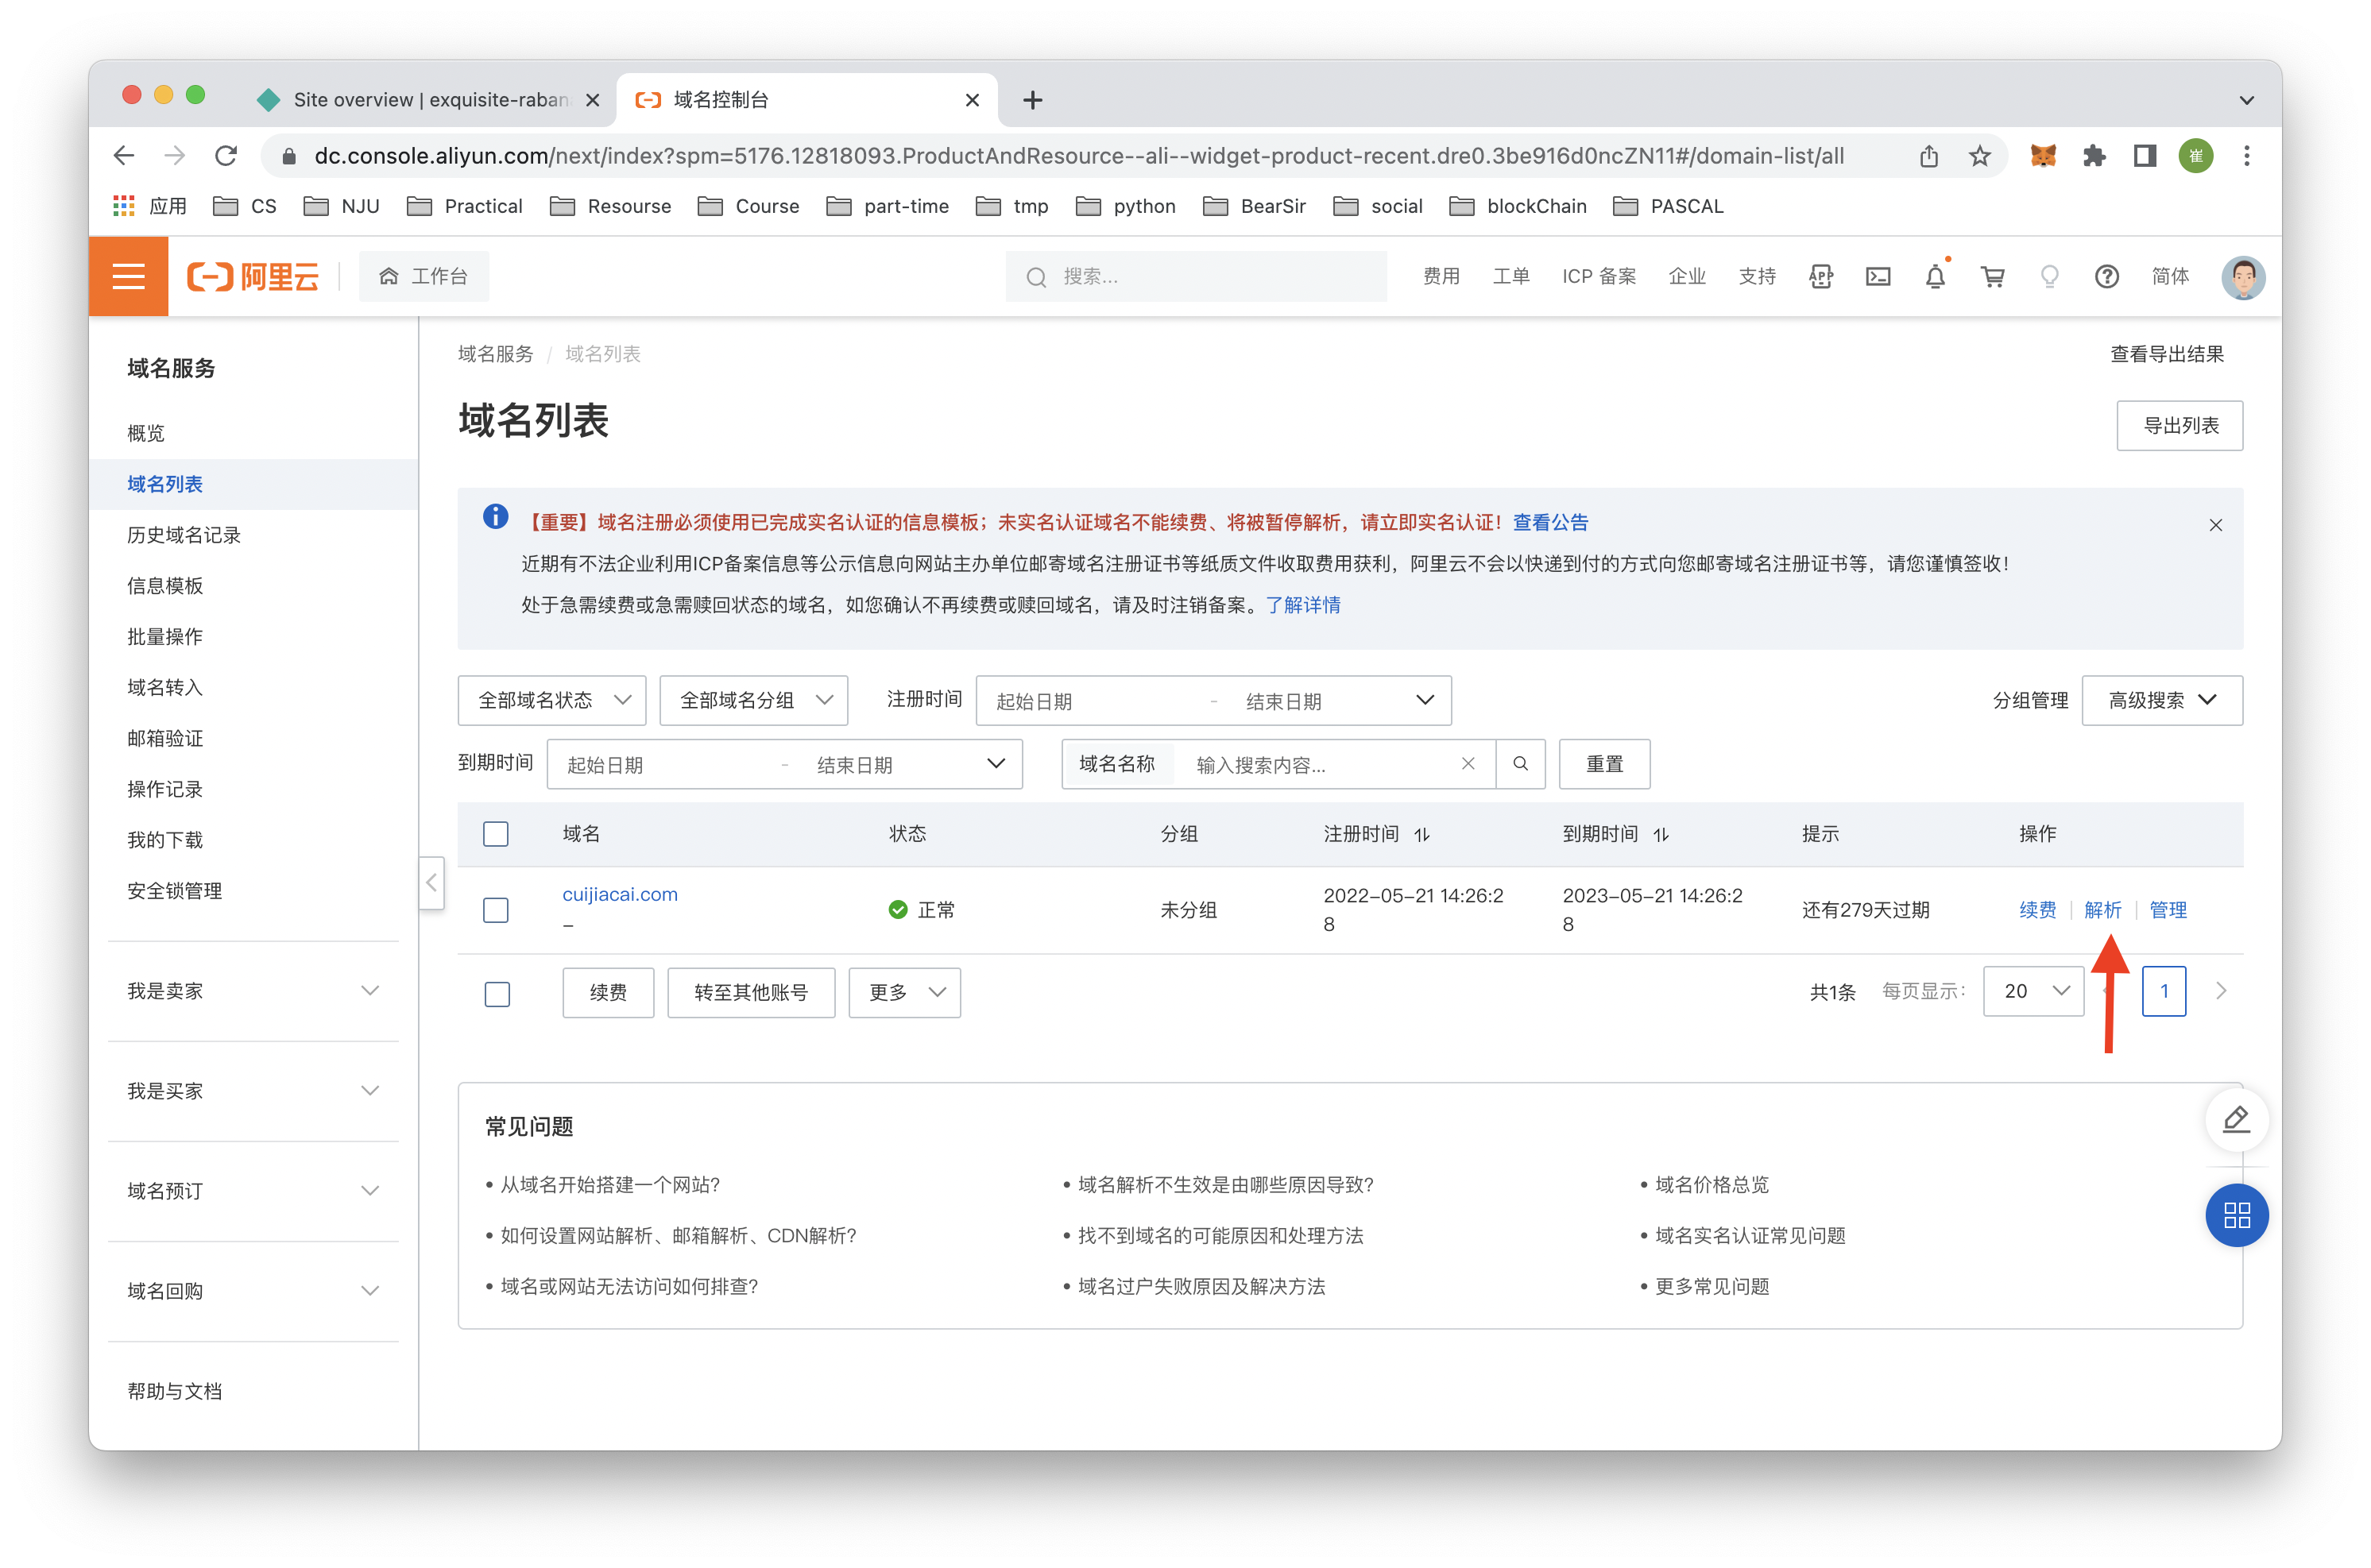 Site overview | exquisite-raban
域名控制台
dc.console.aliyun.com/next/index?spm=5176.12818093.ProductAndResource--ali--widget-product-recent.dre0.3be916d0ncZN11#/domain-list/all
崔
应用 CS NJU Practical Resourse Course part-time tmp python BearSir social blockChain PASCAL
阿里云 工作台 搜索... 费用 工单 ICP 备案 企业 支持 APP 简体
域名服务
概览
域名列表
历史域名记录
信息模板
批量操作
域名转入
邮箱验证
操作记录
我的下载
安全锁管理
我是卖家
我是买家
域名预订
域名回购
帮助与文档
域名服务 / 域名列表 查看导出结果
域名列表 导出列表
【重要】域名注册必须使用已完成实名认证的信息模板；未实名认证域名不能续费、将被暂停解析，请立即实名认证！查看公告
近期有不法企业利用ICP备案信息等公示信息向网站主办单位邮寄域名注册证书等纸质文件收取费用获利，阿里云不会以快递到付的方式向您邮寄域名注册证书等，请您谨慎签收！
处于急需续费或急需赎回状态的域名，如您确认不再续费或赎回域名，请及时注销备案。了解详情
全部域名状态 全部域名分组 注册时间 起始日期 - 结束日期 分组管理 高级搜索
到期时间 起始日期 - 结束日期 域名名称 输入搜索内容... 重置
域名 状态 分组 注册时间 到期时间 提示 操作
cuijiacai.com 正常 未分组 2022-05-21 14:26:2 2023-05-21 14:26:2 还有279天过期 续费 解析 管理
– 8 8
续费 转至其他账号 更多 共1条 每页显示： 20 1
常见问题
• 从域名开始搭建一个网站? • 域名解析不生效是由哪些原因导致? • 域名价格总览
• 如何设置网站解析、邮箱解析、CDN解析? • 找不到域名的可能原因和处理方法 • 域名实名认证常见问题
• 域名或网站无法访问如何排查? • 域名过户失败原因及解决方法 • 更多常见问题